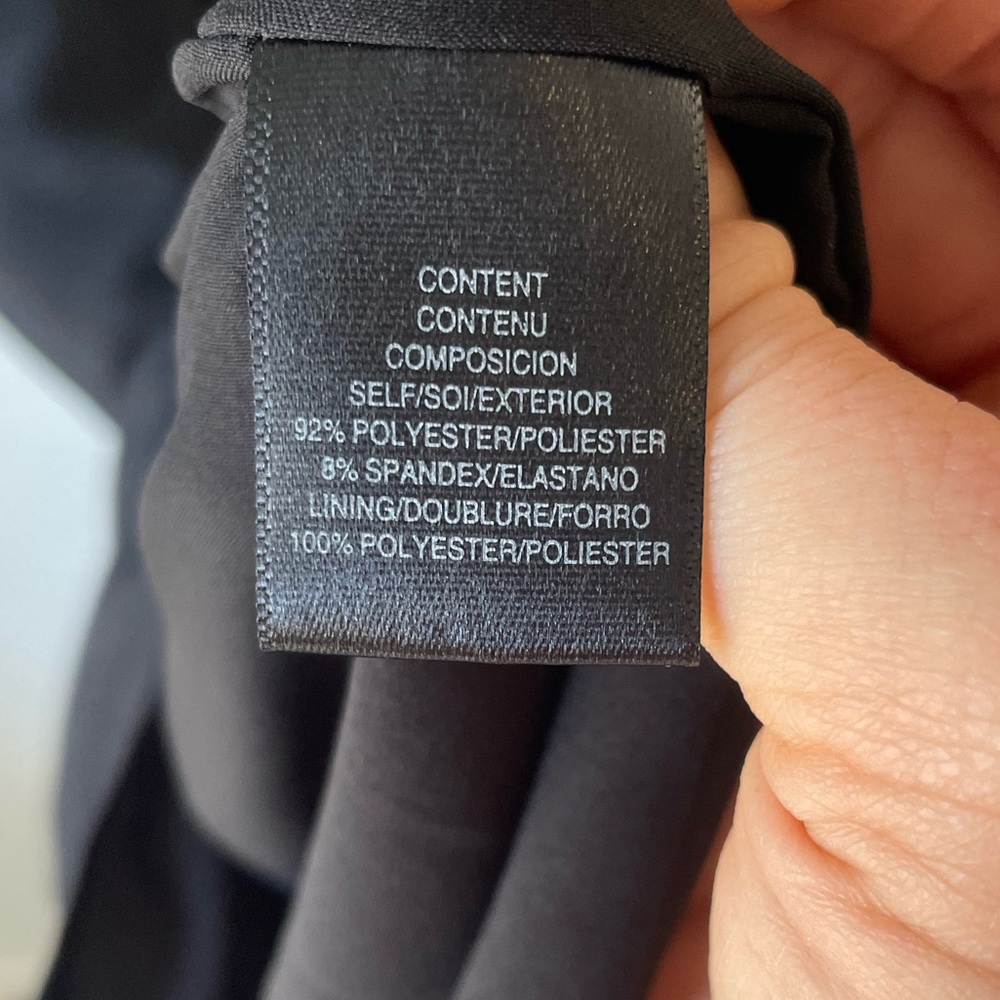 CONTENT
CONTENU
COMPOSICION
SELF/SOI/EXTERIOR
92% POLYESTER/POLIESTER
8% SPANDEX/ELASTANO
LINING/DOUBLURE/FORRO
100% POLYESTER/POLIESTER